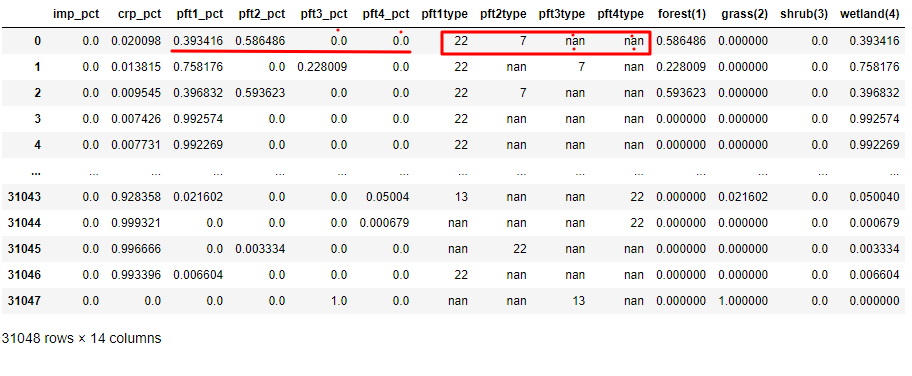 imp_pct crp_pct pft1_pct pft2_pct pft3_pct pft4_pct pft1type pft2type pft3type pft4type forest(1) grass(2) shrub(3) wetland(4)
0 0.0 0.020098 0.393416 0.586486 0.0 0.0 22 7 nan nan 0.586486 0.000000 0.0 0.393416
1 0.0 0.013815 0.758176 0.0 0.228009 0.0 22 nan 7 nan 0.228009 0.000000 0.0 0.758176
2 0.0 0.009545 0.396832 0.593623 0.0 0.0 22 7 nan nan 0.593623 0.000000 0.0 0.396832
3 0.0 0.007426 0.992574 0.0 0.0 0.0 22 nan nan nan 0.000000 0.000000 0.0 0.992574
4 0.0 0.007731 0.992269 0.0 0.0 0.0 22 nan nan nan 0.000000 0.000000 0.0 0.992269
... ... ... ... ... ... ... ... ... ... ... ... ... ... ...
31043 0.0 0.928358 0.021602 0.0 0.0 0.05004 13 nan nan 22 0.000000 0.021602 0.0 0.050040
31044 0.0 0.999321 0.0 0.0 0.0 0.000679 nan nan nan 22 0.000000 0.000000 0.0 0.000679
31045 0.0 0.996666 0.0 0.003334 0.0 0.0 nan 22 nan nan 0.000000 0.000000 0.0 0.003334
31046 0.0 0.993396 0.006604 0.0 0.0 0.0 22 nan nan nan 0.000000 0.000000 0.0 0.006604
31047 0.0 0.0 0.0 0.0 1.0 0.0 nan nan 13 nan 0.000000 1.000000 0.0 0.000000
31048 rows × 14 columns